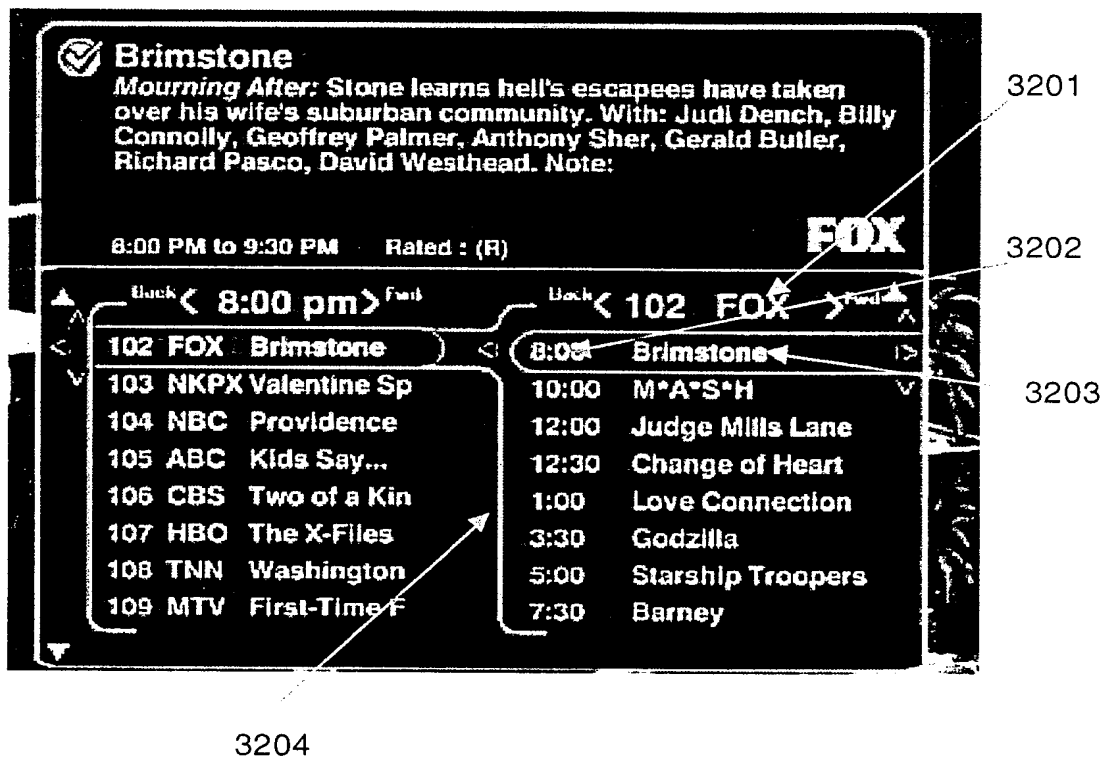 Brimstone
Mourning After: Stone learns hell's escapees have taken
over his wife's suburban community. With: Judi Dench, Billy
Connolly, Geoffrey Palmer, Anthony Sher, Gerald Butler,
Richard Pasco, David Westhead. Note:
FOX
8:00 PM to 9:30 PM Rated : (R)
Back < 8:00 pm > Fwd
102 FOX Brimstone
103 NKPX Valentine Sp
104 NBC Providence
105 ABC Kids Say...
106 CBS Two of a Kin
107 HBO The X-Files
108 TNN Washington
109 MTV First-Time F
Back < 102 FOX > Fwd
8:00 Brimstone
10:00 M*A*S*H
12:00 Judge Mills Lane
12:30 Change of Heart
1:00 Love Connection
3:30 Godzilla
5:00 Starship Troopers
7:30 Barney
3201
3202
3203
3204